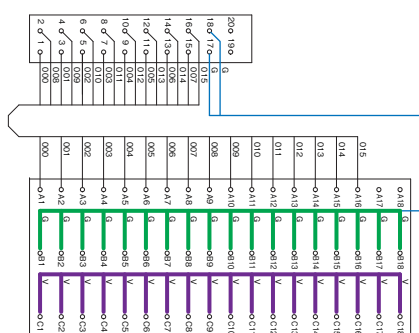 2 4 6 8 10 12 14 16 18 20
1 3 5 7 9 11 13 15 17 19
000 008 001 009 002 010 003 011 004 012 005 013 006 014 007 015 G G
000 001 002 003 004 005 006 007 008 009 010 011 012 013 014 015
A1 A2 A3 A4 A5 A6 A7 A8 A9 A10 A11 A12 A13 A14 A15 A16 A17 A18
G G G G G G G G G G G G G G G G G G
B1 B2 B3 B4 B5 B6 B7 B8 B9 B10 B11 B12 B13 B14 B15 B16 B17 B18
V V V V V V V V V V V V V V V V V V
C1 C2 C3 C4 C5 C6 C7 C8 C9